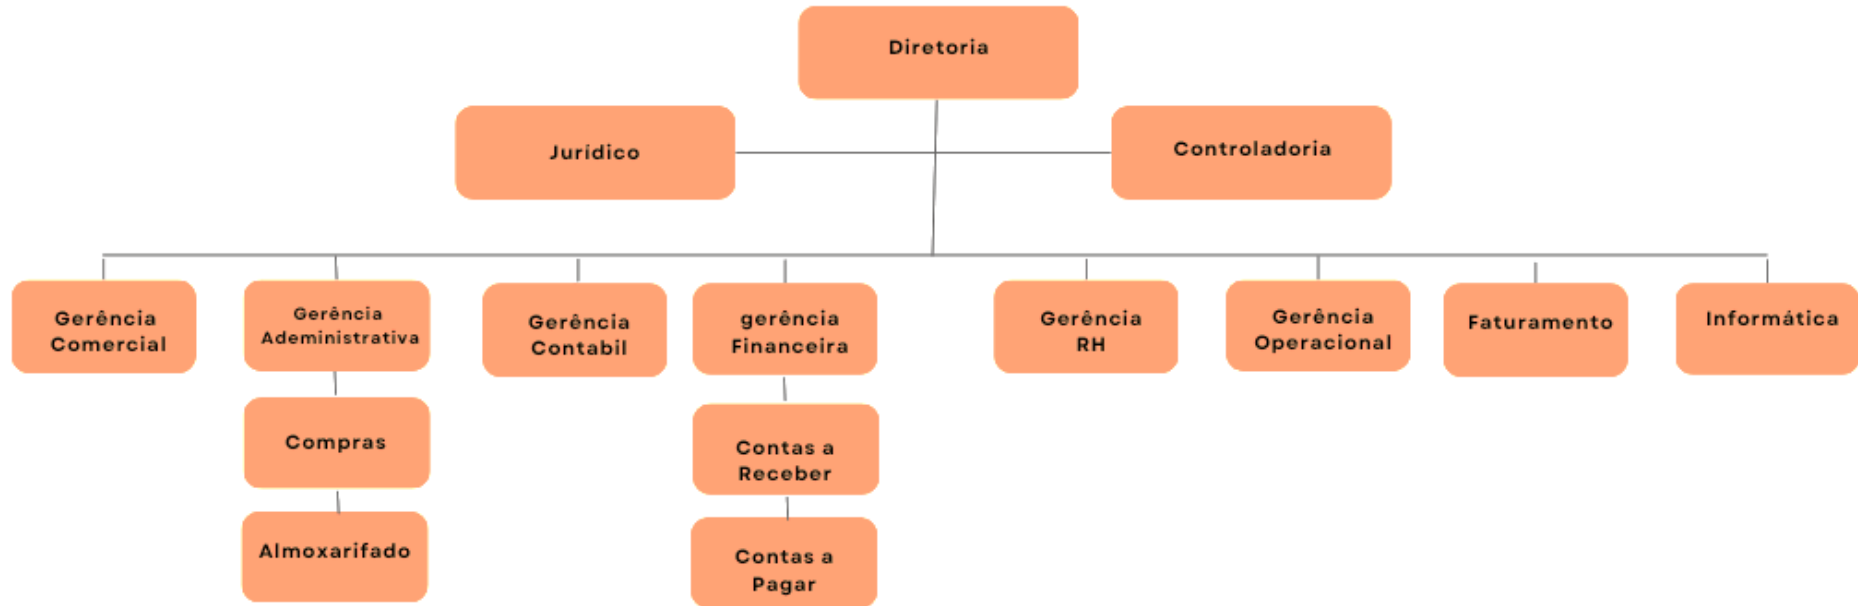 Diretoria
Jurídico
Controladoria
Gerência
Comercial
Gerência
Adeministrativa
Gerência
Contabil
gerência
Financeira
Gerência
RH
Gerência
Operacional
Faturamento
Informática
Compras
Contas a
Receber
Almoxarifado
Contas a
Pagar